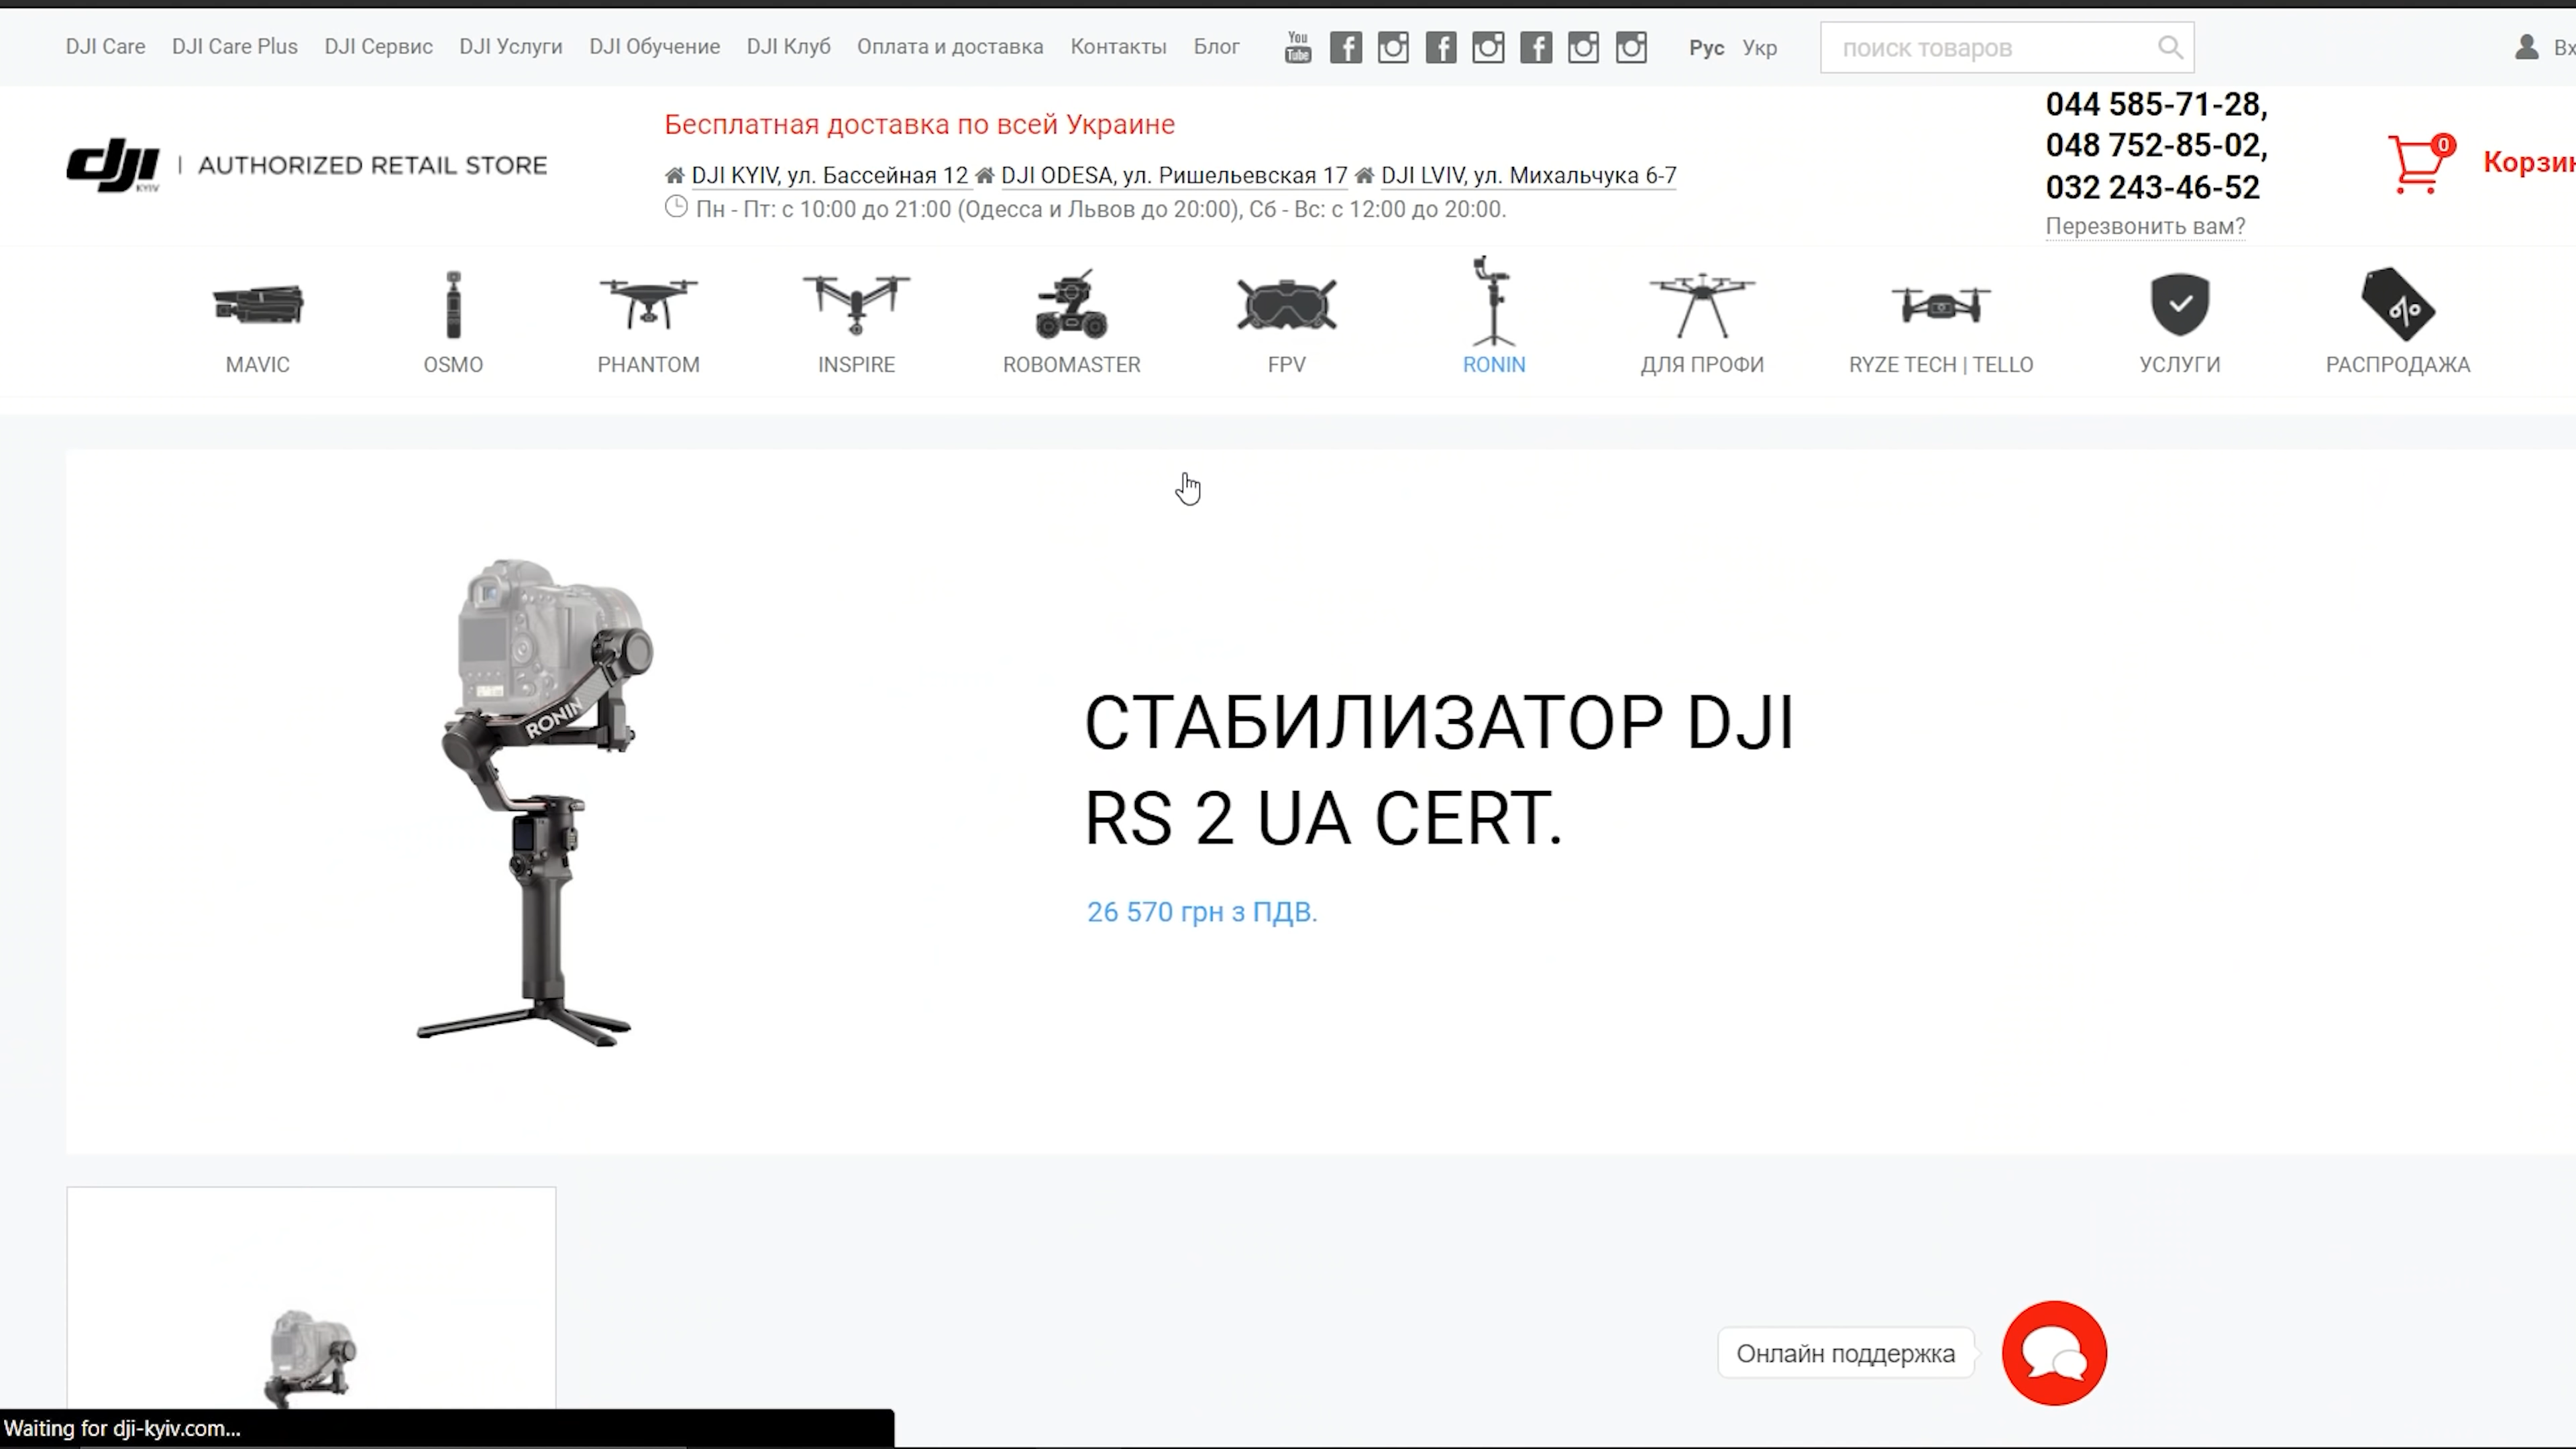 DJI Care DJI Care Plus DJI Сервис DJI Услуги DJI Обучение DJI Клуб Оплата и доставка Контакты Блог You Tube Рус Укр поиск товаров
dji KYIV | AUTHORIZED RETAIL STORE
Бесплатная доставка по всей Украине
DJI KYIV, ул. Бассейная 12 DJI ODESA, ул. Ришельевская 17 DJI LVIV, ул. Михальчука 6-7
Пн - Пт: с 10:00 до 21:00 (Одесса и Львов до 20:00), Сб - Вс: с 12:00 до 20:00.
044 585-71-28,
048 752-85-02,
032 243-46-52
Перезвонить вам?
0
MAVIC OSMO PHANTOM INSPIRE ROBOMASTER FPV RONIN ДЛЯ ПРОФИ RYZE TECH | TELLO УСЛУГИ РАСПРОДАЖА
RONIN
СТАБИЛИЗАТОР DJI
RS 2 UA CERT.
26 570 грн з ПДВ.
Онлайн поддержка
Waiting for dji-kyiv.com...